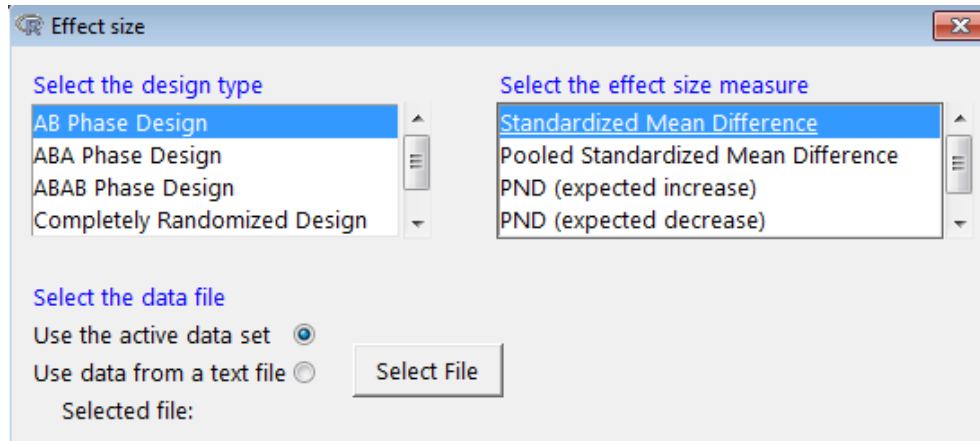 Effect size
Select the design type
AB Phase Design
ABA Phase Design
ABAB Phase Design
Completely Randomized Design
Select the effect size measure
Standardized Mean Difference
Pooled Standardized Mean Difference
PND (expected increase)
PND (expected decrease)
Select the data file
Use the active data set
Use data from a text file
Select File
Selected file: